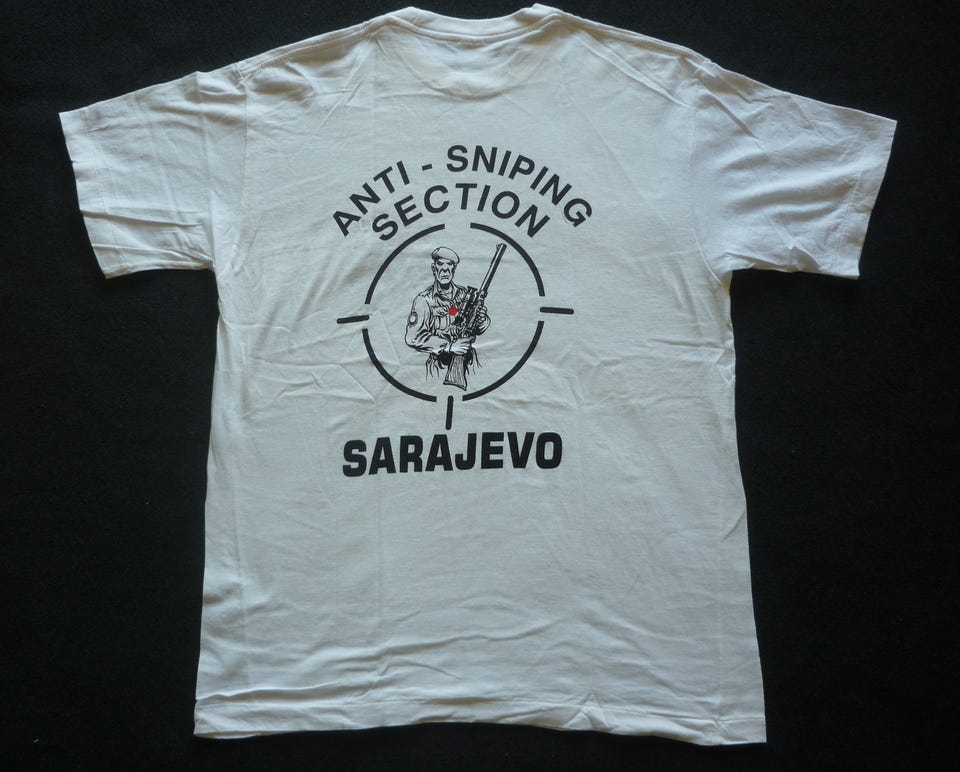 ANTI - SNIPING
SECTION
SARAJEVO